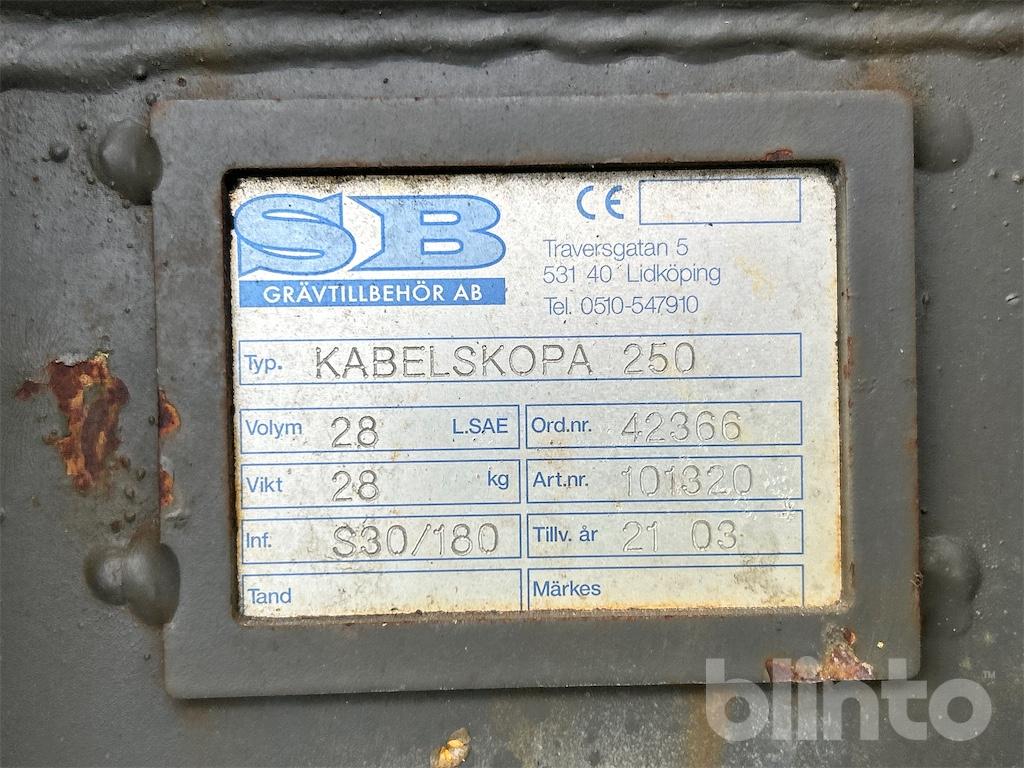 SB
GRÄVTILLBEHÖR AB
CE
Traversgatan 5
531 40 Lidköping
Tel. 0510-547910
Typ. KABELSKOPA 250
Volym 28 L.SAE Ord.nr. 42366
Vikt 28 kg Art.nr. 101320
Inf. S30/180 Tillv. år 21 03
Tand Märkes
blinto™